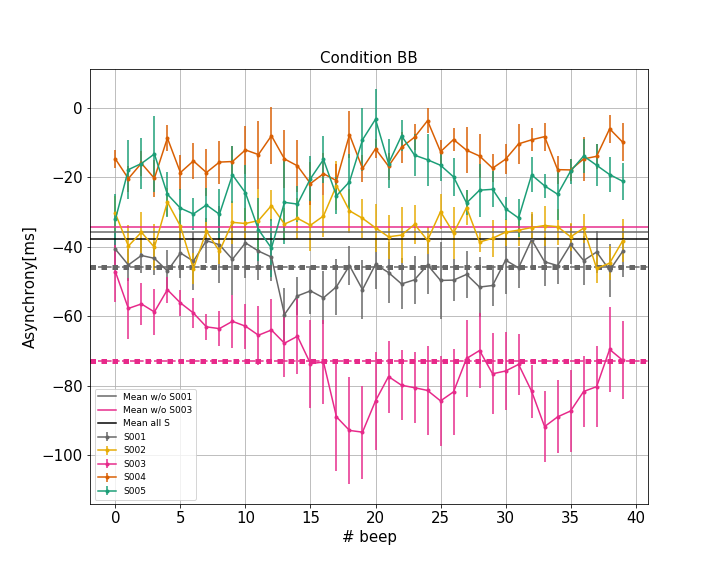 Condition BB
Asynchrony[ms]
0
−20
−40
−60
−80
−100
Mean w/o S001
Mean w/o S003
Mean all S
S001
S002
S003
S004
S005
0 5 10 15 20 25 30 35 40
# beep